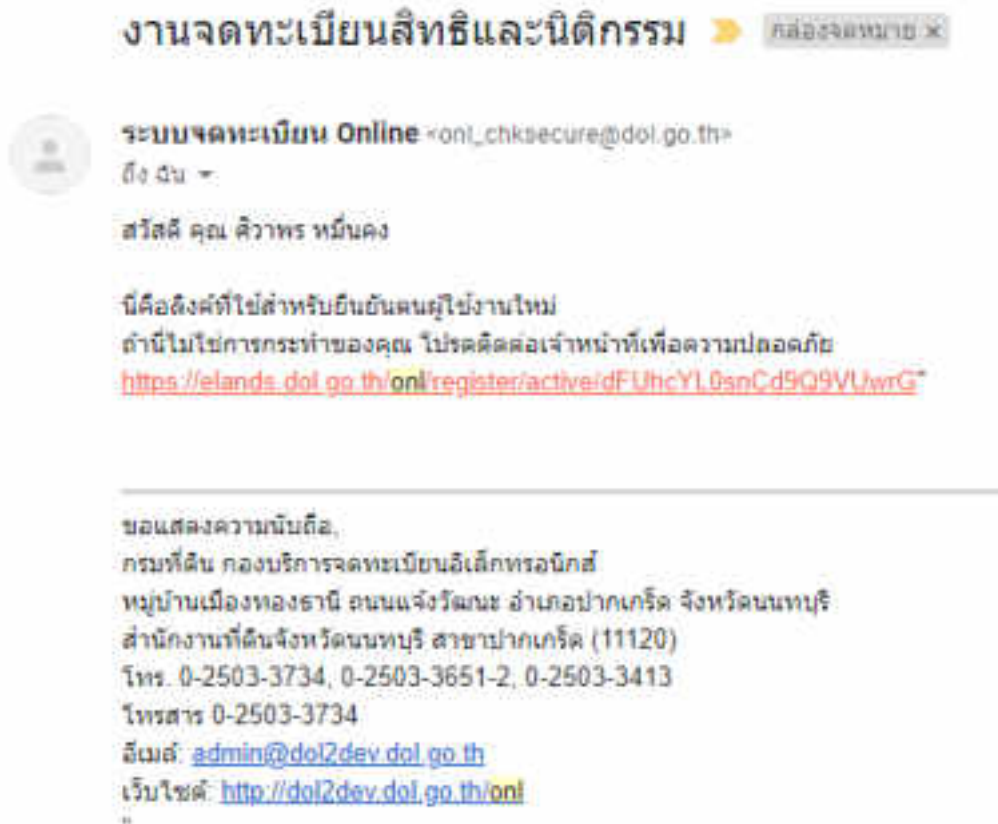 งานจดทะเบียนสิทธิและนิติกรรม กล่องจดหมาย ×
ระบบจดทะเบียน Online <onl_chksecure@dol.go.th>
ถึง ฉัน
สวัสดี คุณ ศิวาพร หมื่นคง
นี่คือลิงค์ที่ใช้สำหรับยืนยันตนผู้ใช้งานใหม่
ถ้านี่ไม่ใช่การกระทำของคุณ โปรดติดต่อเจ้าหน้าที่เพื่อความปลอดภัย
https://elands.dol.go.th/onl/register/active/dFUhcYL0snCd9Q9VUwrG"
ขอแสดงความนับถือ,
กรมที่ดิน กองบริการจดทะเบียนอิเล็กทรอนิกส์
หมู่บ้านเมืองทองธานี ถนนแจ้งวัฒนะ อำเภอปากเกร็ด จังหวัดนนทบุรี
สำนักงานที่ดินจังหวัดนนทบุรี สาขาปากเกร็ด (11120)
โทร. 0-2503-3734, 0-2503-3651-2, 0-2503-3413
โทรสาร 0-2503-3734
อีเมล์: admin@dol2dev.dol.go.th
เว็บไซต์: http://dol2dev.dol.go.th/onl
"